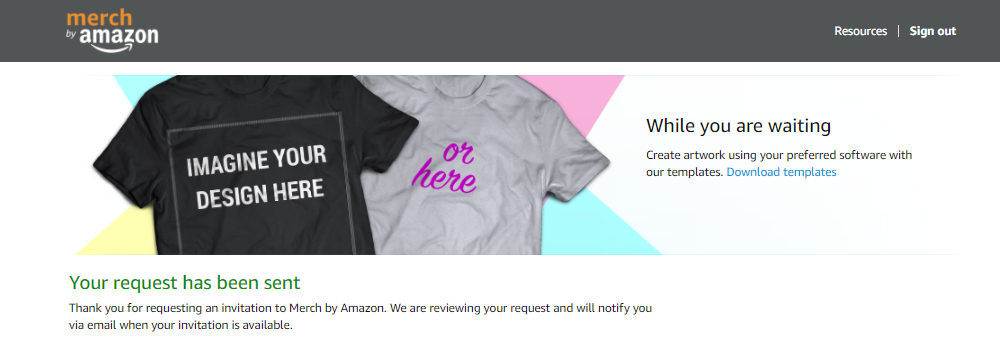 merch
by amazon
Resources | Sign out
IMAGINE YOUR
DESIGN HERE
or
here
While you are waiting
Create artwork using your preferred software with
our templates. Download templates
Your request has been sent
Thank you for requesting an invitation to Merch by Amazon. We are reviewing your request and will notify you
via email when your invitation is available.